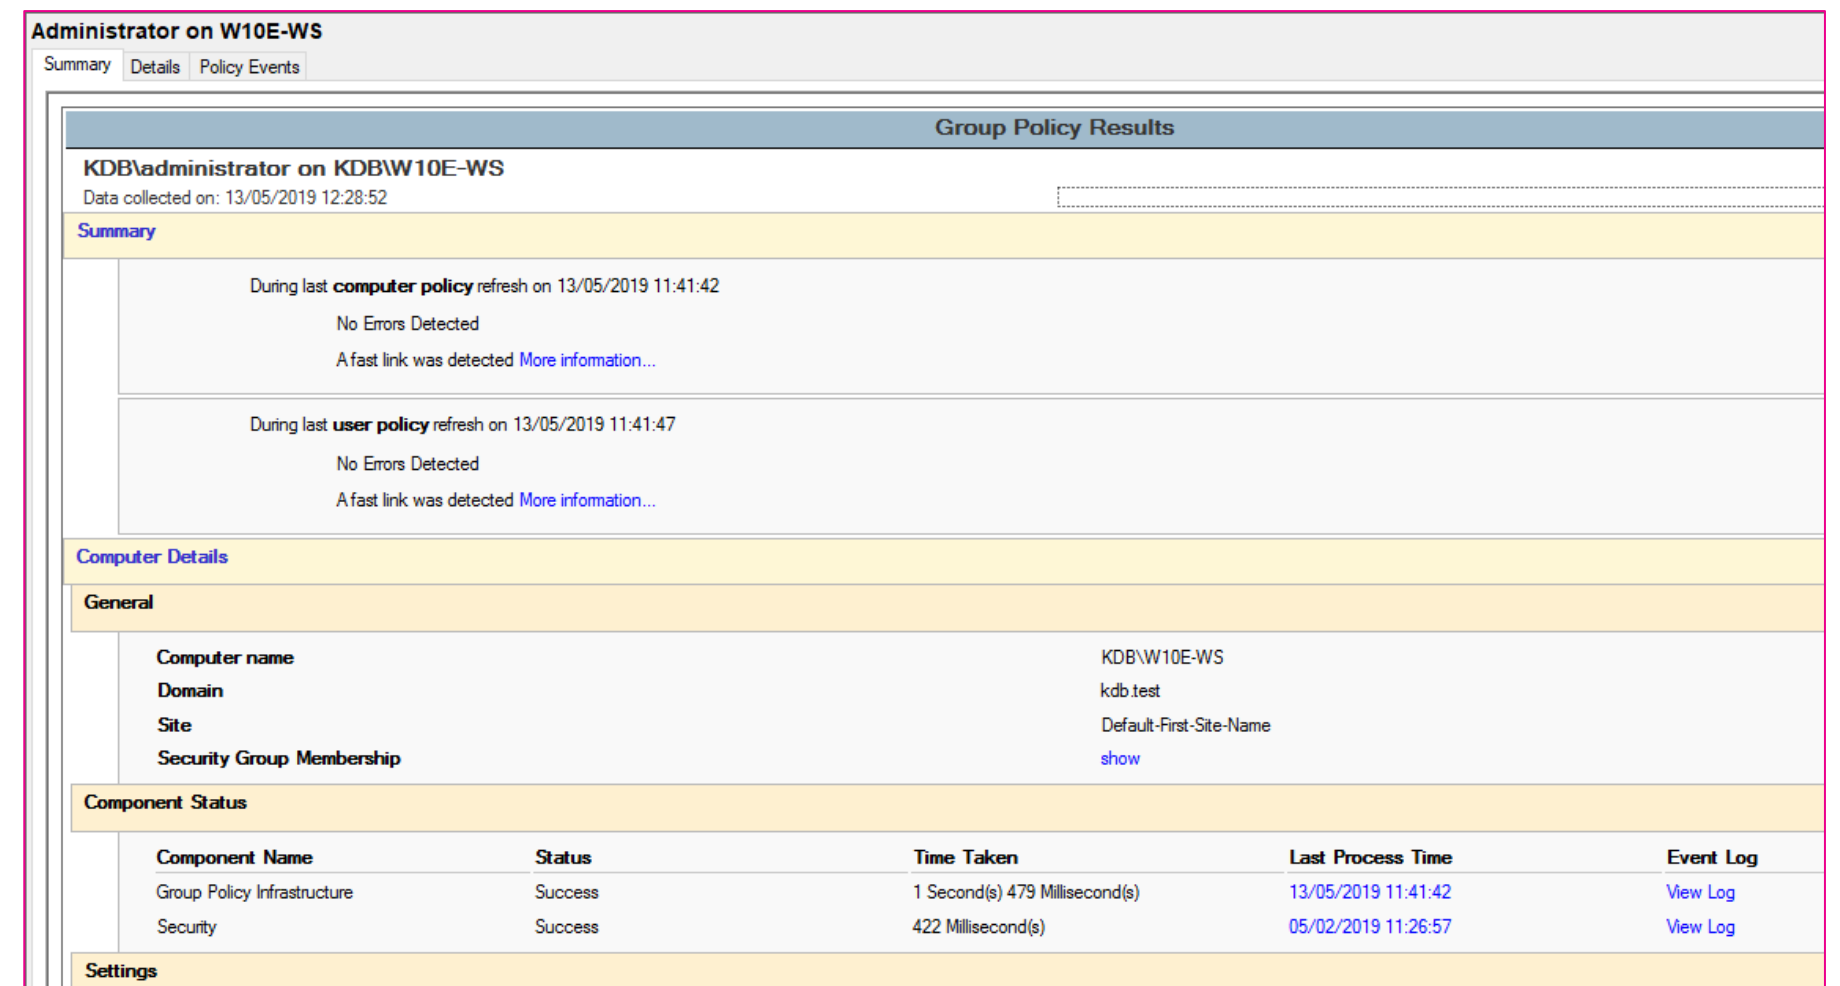 Administrator on W10E-WS
Summary Details Policy Events
Group Policy Results
KDB\administrator on KDB\W10E-WS
Data collected on: 13/05/2019 12:28:52
Summary
During last computer policy refresh on 13/05/2019 11:41:42
No Errors Detected
A fast link was detected More information...
During last user policy refresh on 13/05/2019 11:41:47
No Errors Detected
A fast link was detected More information...
Computer Details
General
Computer name KDB\W10E-WS
Domain kdb.test
Site Default-First-Site-Name
Security Group Membership show
Component Status
Component Name Status Time Taken Last Process Time Event Log
Group Policy Infrastructure Success 1 Second(s) 479 Millisecond(s) 13/05/2019 11:41:42 View Log
Security Success 422 Millisecond(s) 05/02/2019 11:26:57 View Log
Settings